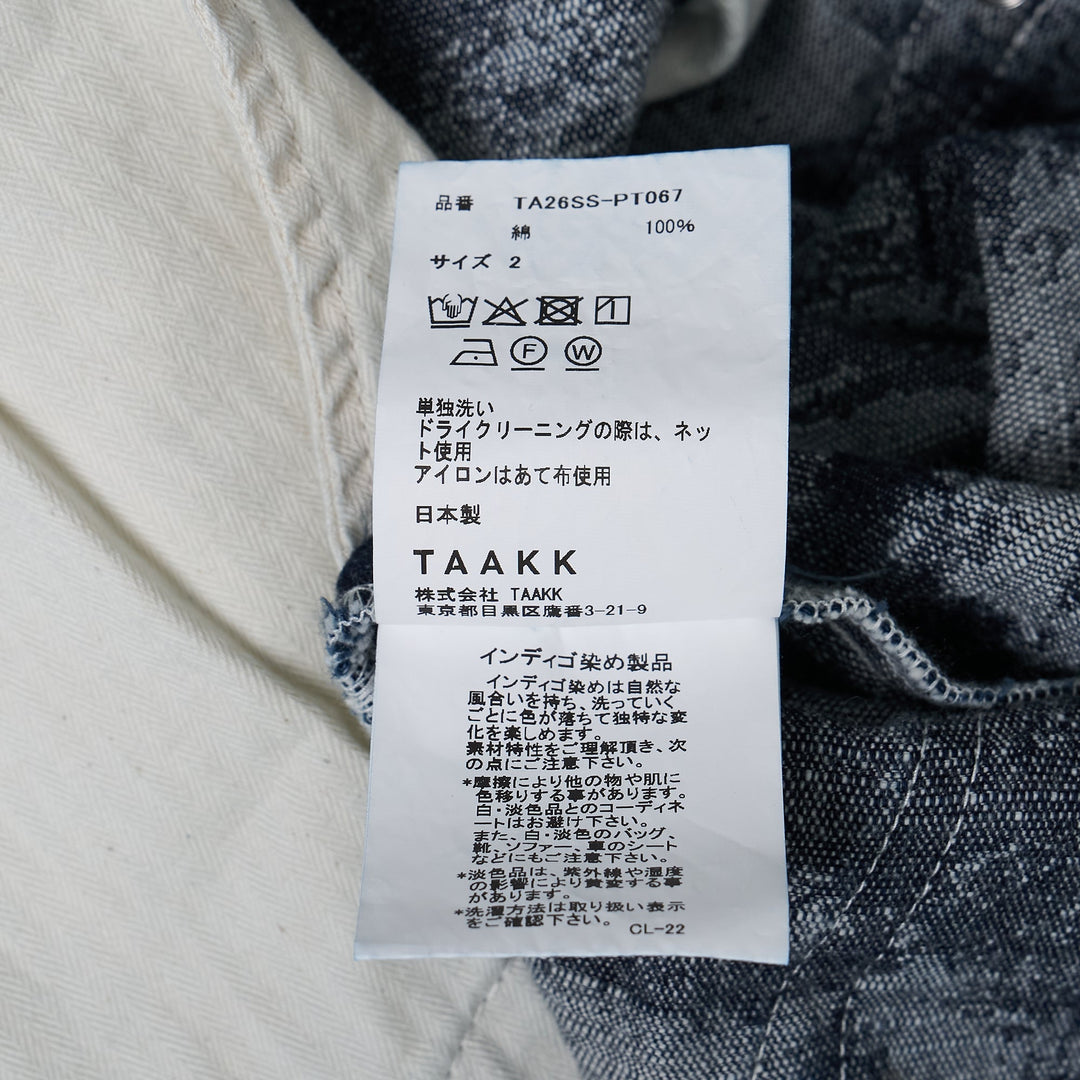 品番 TA26SS-PT067
綿 100%
サイズ 2
F W
単独洗い
ドライクリーニングの際は、ネッ
ト使用
アイロンはあて布使用
日本製
TAAKK
株式会社 TAAKK
東京都目黒区鷹番3-21-9
インディゴ染め製品
インディゴ染めは自然な
風合いを持ち、洗っていく
ごとに色が落ちて独特な変
化を楽しめます。
素材特性をご理解頂き、次
の点にご注意下さい。
*摩擦により他の物や肌に
色移りする事があります。
白・淡色品とのコーディネ
ートはお避け下さい。
また、白・淡色のバッグ、
靴、ソファー、車のシート
などにもご注意下さい。
*淡色品は、紫外線や湿度
の影響により黄変する事
があります。
*洗濯方法は取り扱い表示
をご確認下さい。
CL-22